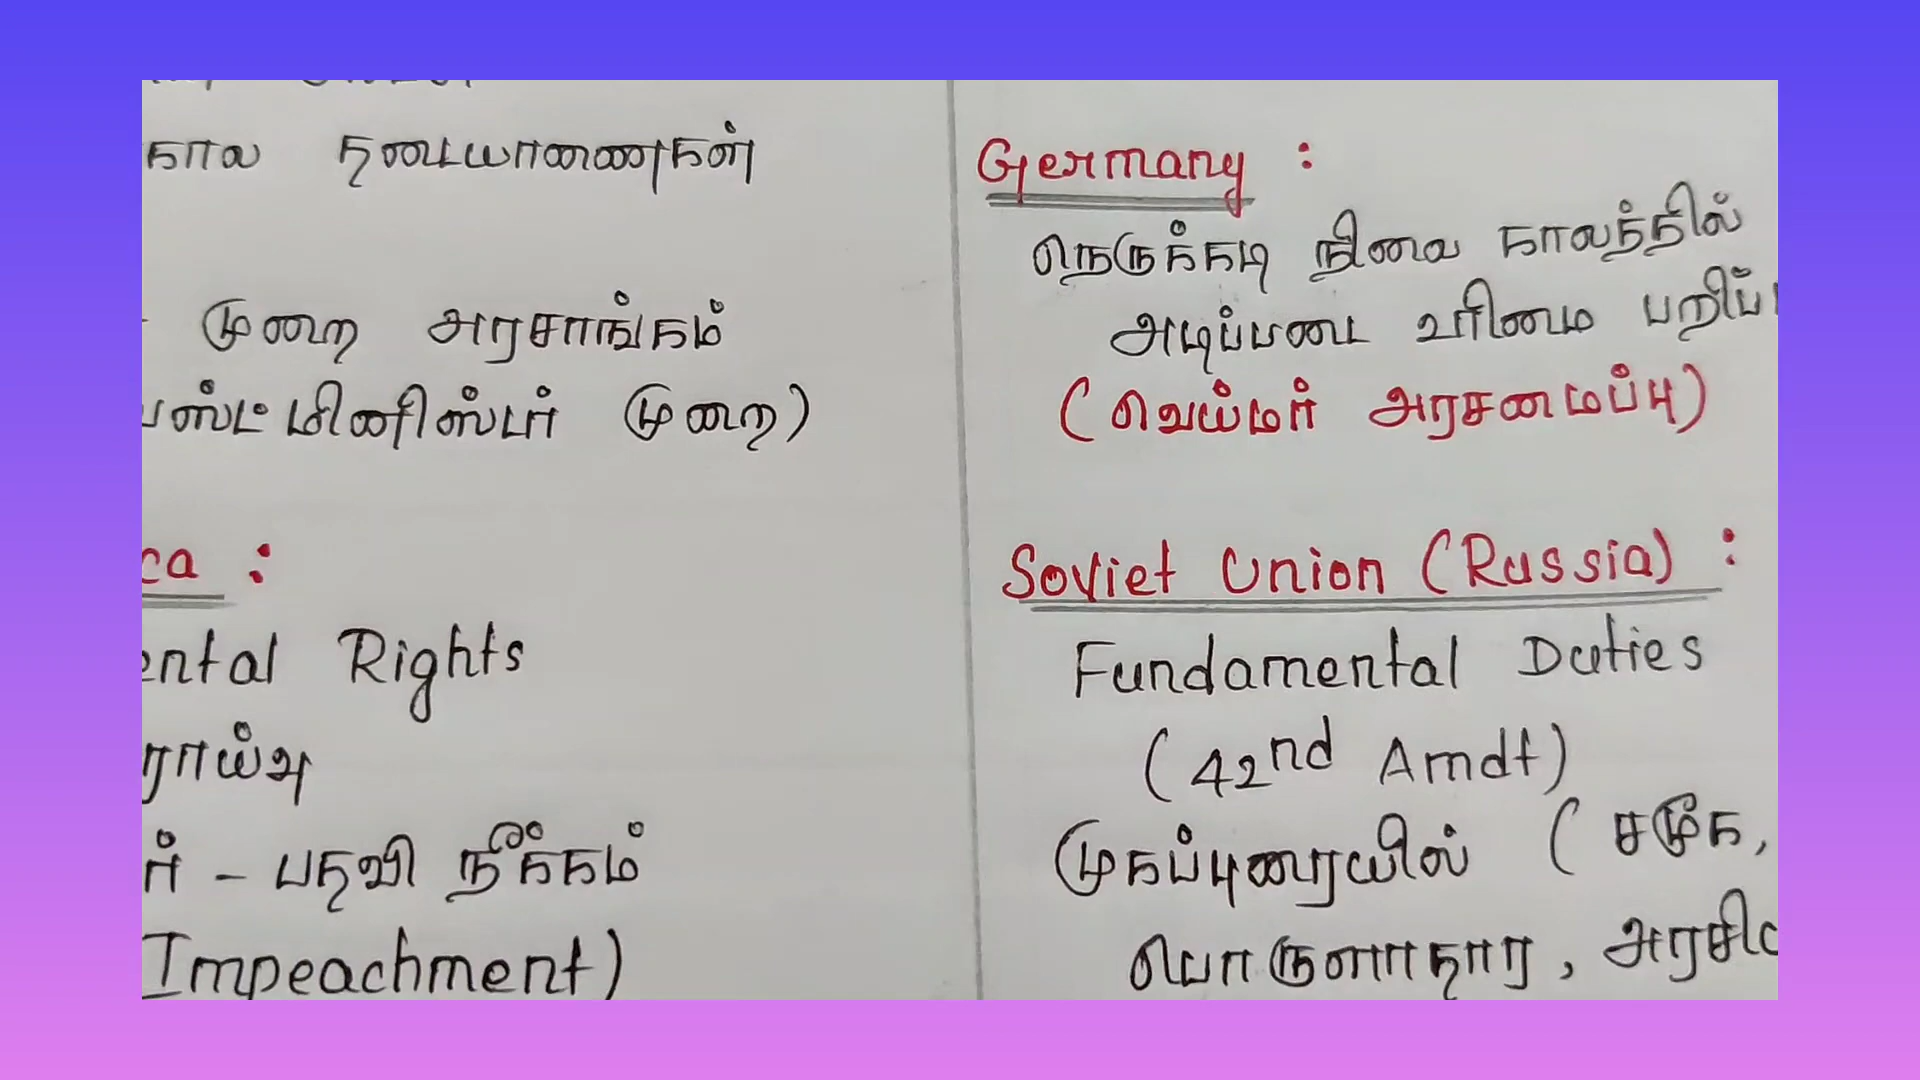 கால தடையாணைகள்
முறை அரசாங்கம்
ஸ்ட் மினிஸ்டர் முறை)
ca :
ental Rights
ராய்வு
ர் - பதவி நீக்கம்
Impeachment)
Germany :
நெருக்கடி நிலை காலத்தில்
அடிப்படை உரிமை பறிப்
(வெய்மர் அரசமைப்பு)
Soviet Union (Russia) :
Fundamental Duties
(42nd Amdt)
முகப்புரையில் (சமூக,
பொருளாதார, அரசி